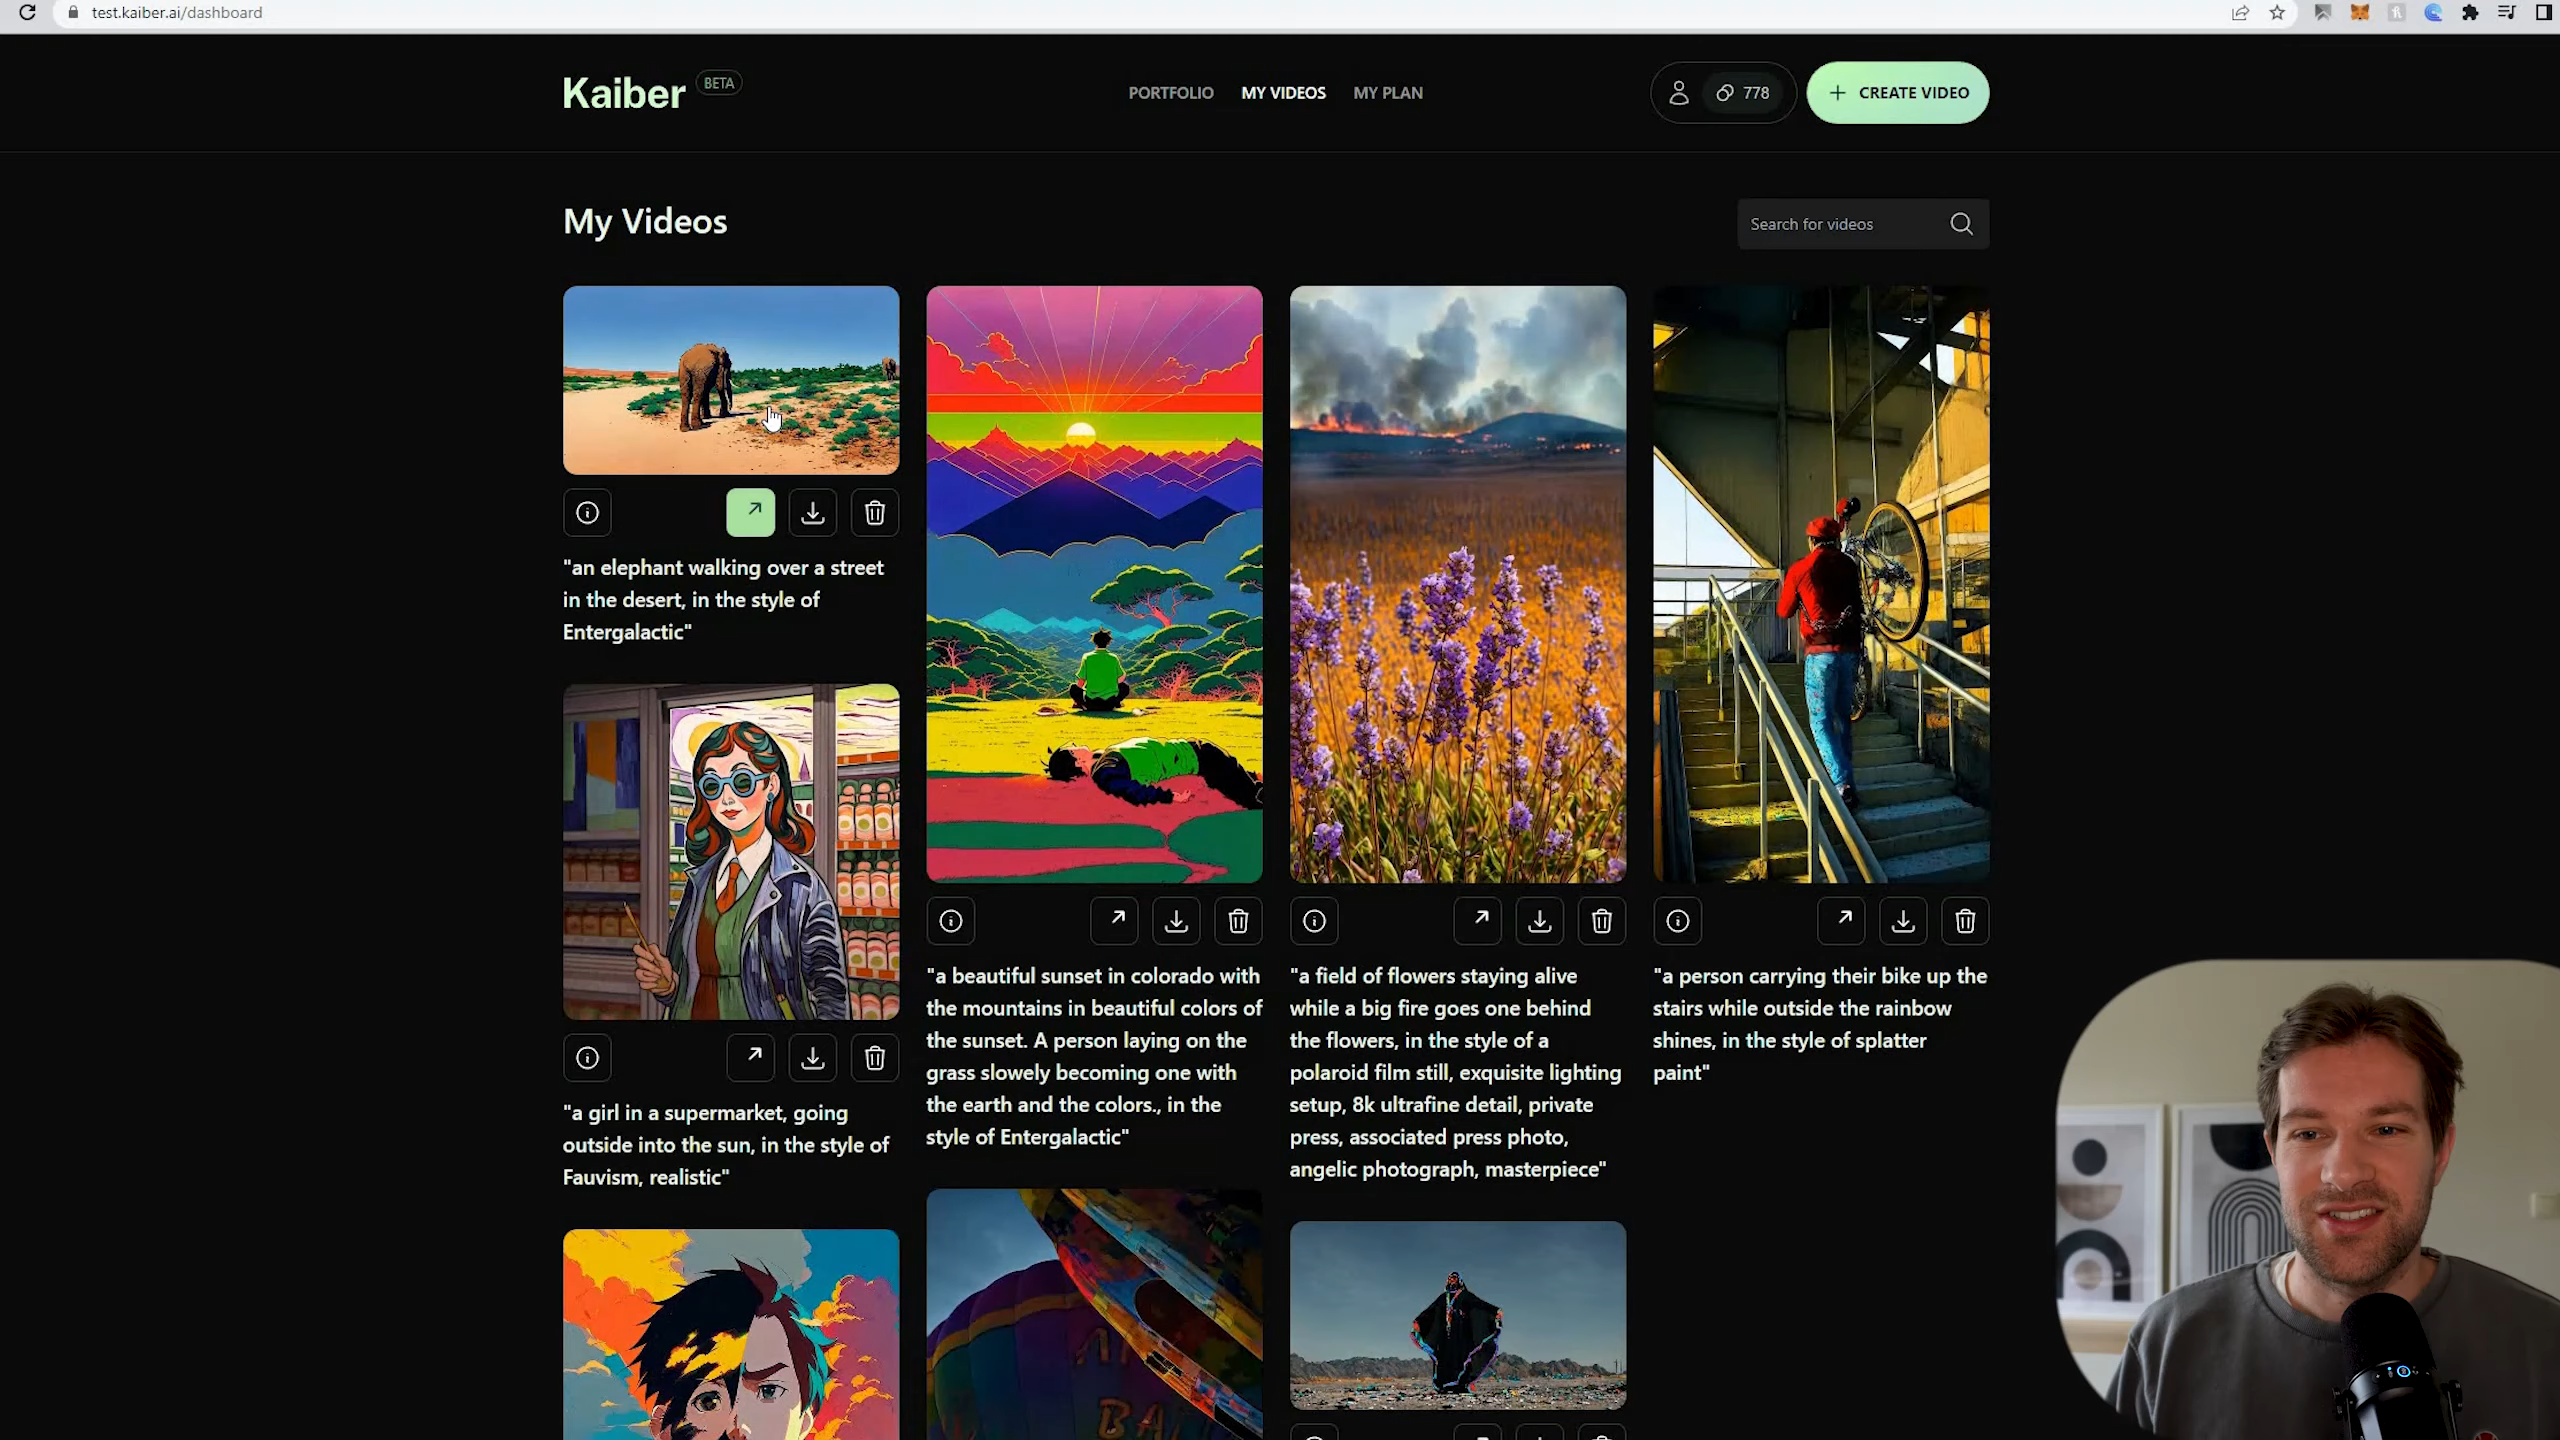 test.kaiber.ai/dashboard
Kaiber BETA
PORTFOLIO MY VIDEOS MY PLAN
778
+ CREATE VIDEO
My Videos
Search for videos
"an elephant walking over a street
in the desert, in the style of
Entergalactic"
"a girl in a supermarket, going
outside into the sun, in the style of
Fauvism, realistic"
"a beautiful sunset in colorado with
the mountains in beautiful colors of
the sunset. A person laying on the
grass slowely becoming one with
the earth and the colors., in the
style of Entergalactic"
"a field of flowers staying alive
while a big fire goes one behind
the flowers, in the style of a
polaroid film still, exquisite lighting
setup, 8k ultrafine detail, private
press, associated press photo,
angelic photograph, masterpiece"
"a person carrying their bike up the
stairs while outside the rainbow
shines, in the style of splatter
paint"